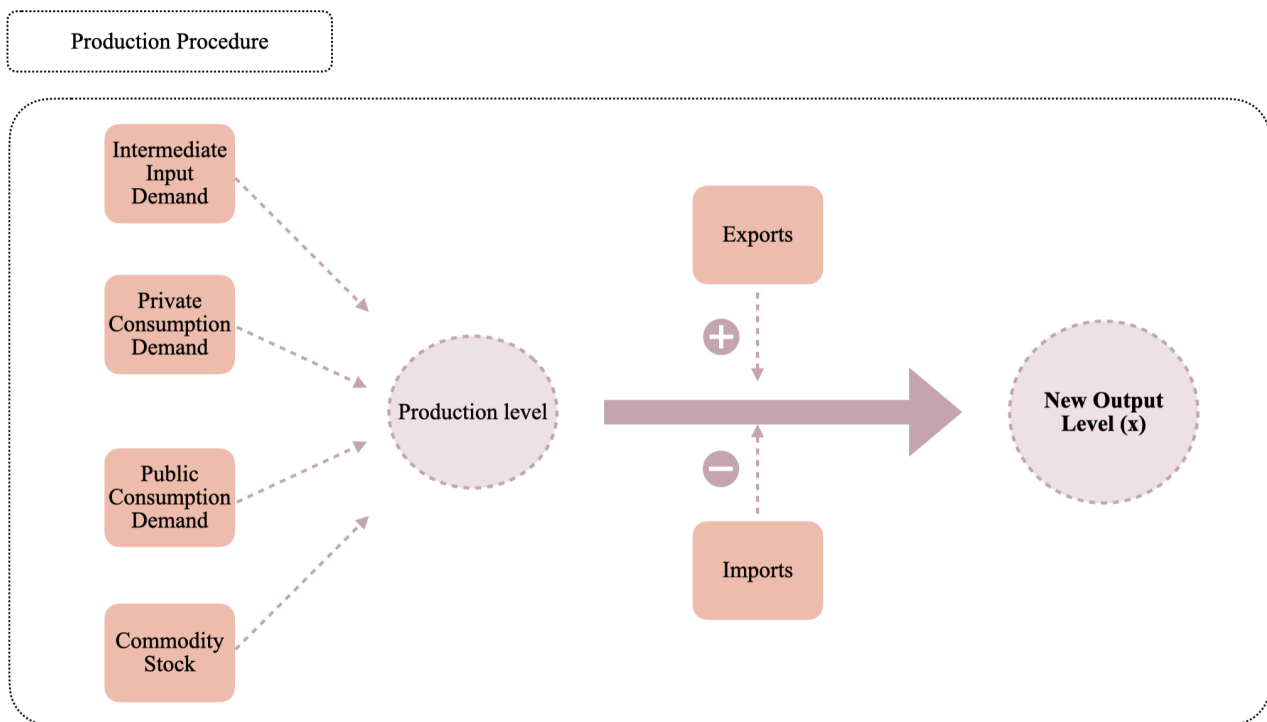 Production Procedure
Intermediate
Input
Demand
Private
Consumption
Demand
Public
Consumption
Demand
Commodity
Stock
Production level
Exports
+
−
Imports
New Output
Level (x)